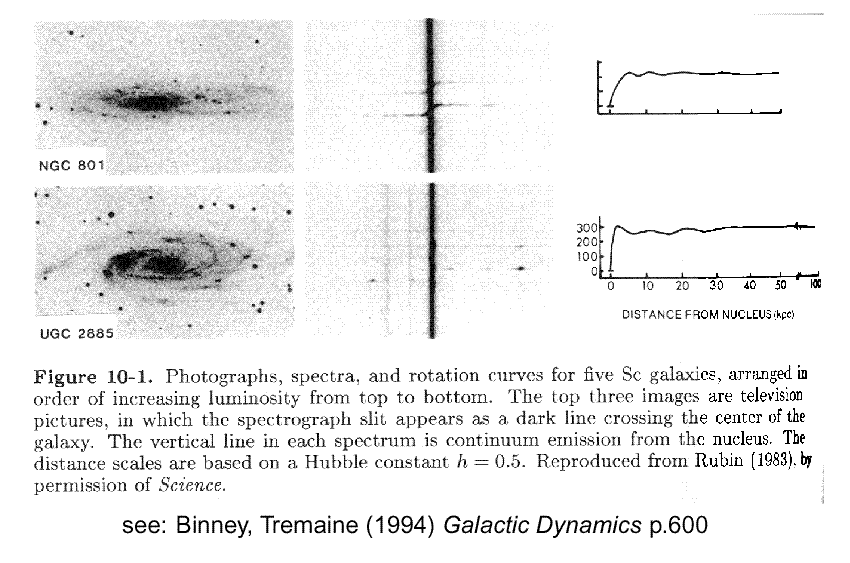 NGC 801
UGC 2885
300
200
100
0
0 10 20 30 40 50 100
DISTANCE FROM NUCLEUS (kpc)
Figure 10-1. Photographs, spectra, and rotation curves for five Sc galaxies, arranged in
order of increasing luminosity from top to bottom. The top three images are television
pictures, in which the spectrograph slit appears as a dark line crossing the center of the
galaxy. The vertical line in each spectrum is continuum emission from the nucleus. The
distance scales are based on a Hubble constant h = 0.5. Reproduced from Rubin (1983), by
permission of Science.
see: Binney, Tremaine (1994) Galactic Dynamics p.600